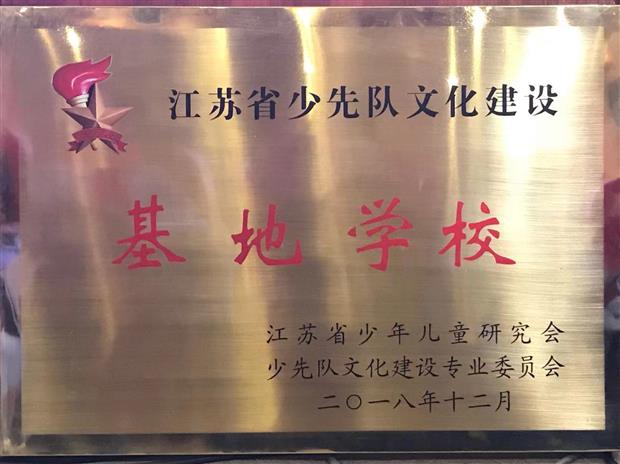 江苏省少先队文化建设
基地学校
江苏省少年儿童研究会
少先队文化建设专业委员会
二〇一八年十二月